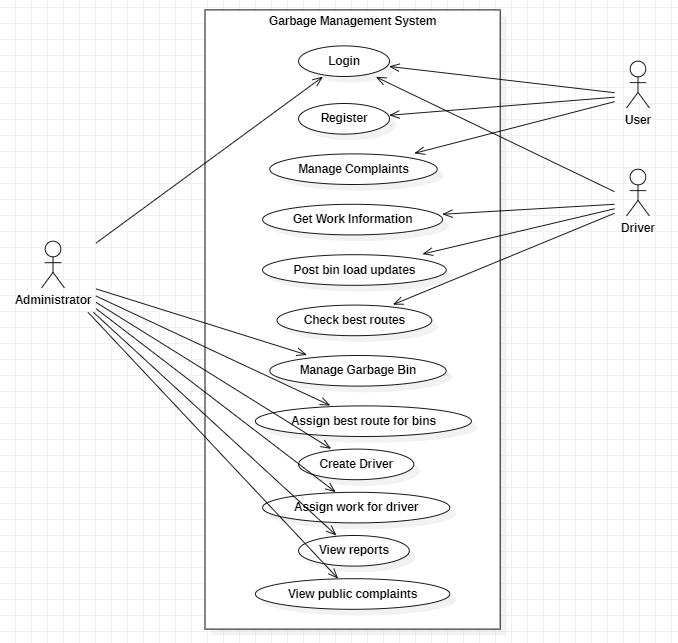 Garbage Management System
Login
Register
User
Manage Complaints
Get Work Information
Driver
Post bin load updates
Administrator
Check best routes
Manage Garbage Bin
Assign best route for bins
Create Driver
Assign work for driver
View reports
View public complaints